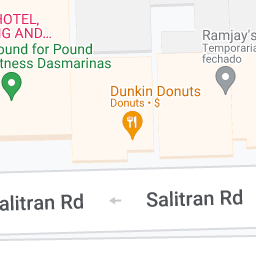 HOTEL,
NG AND...
ound for Pound
tness Dasmarinas
Ramjay's
Temporaria
fechado
Dunkin Donuts
Donuts • $
alitran Rd
Salitran Rd